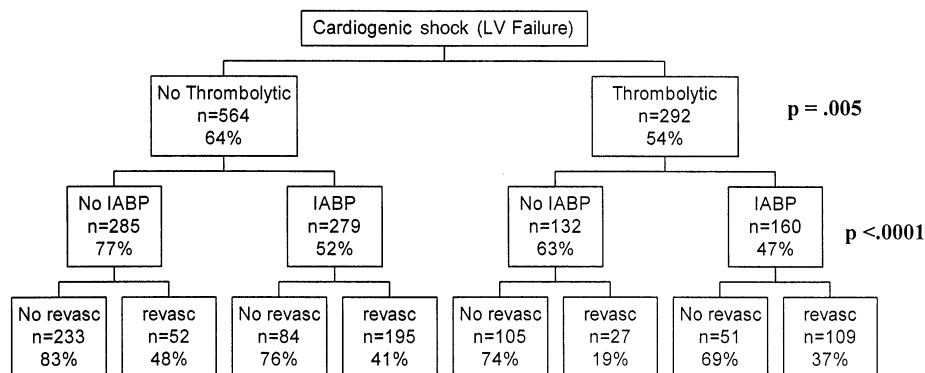 Cardiogenic shock (LV Failure)
No Thrombolytic
n=564
64%
Thrombolytic
n=292
54%
p = .005
No IABP
n=285
77%
IABP
n=279
52%
No IABP
n=132
63%
IABP
n=160
47%
p <.0001
No revasc
n=233
83%
revasc
n=52
48%
No revasc
n=84
76%
revasc
n=195
41%
No revasc
n=105
74%
revasc
n=27
19%
No revasc
n=51
69%
revasc
n=109
37%